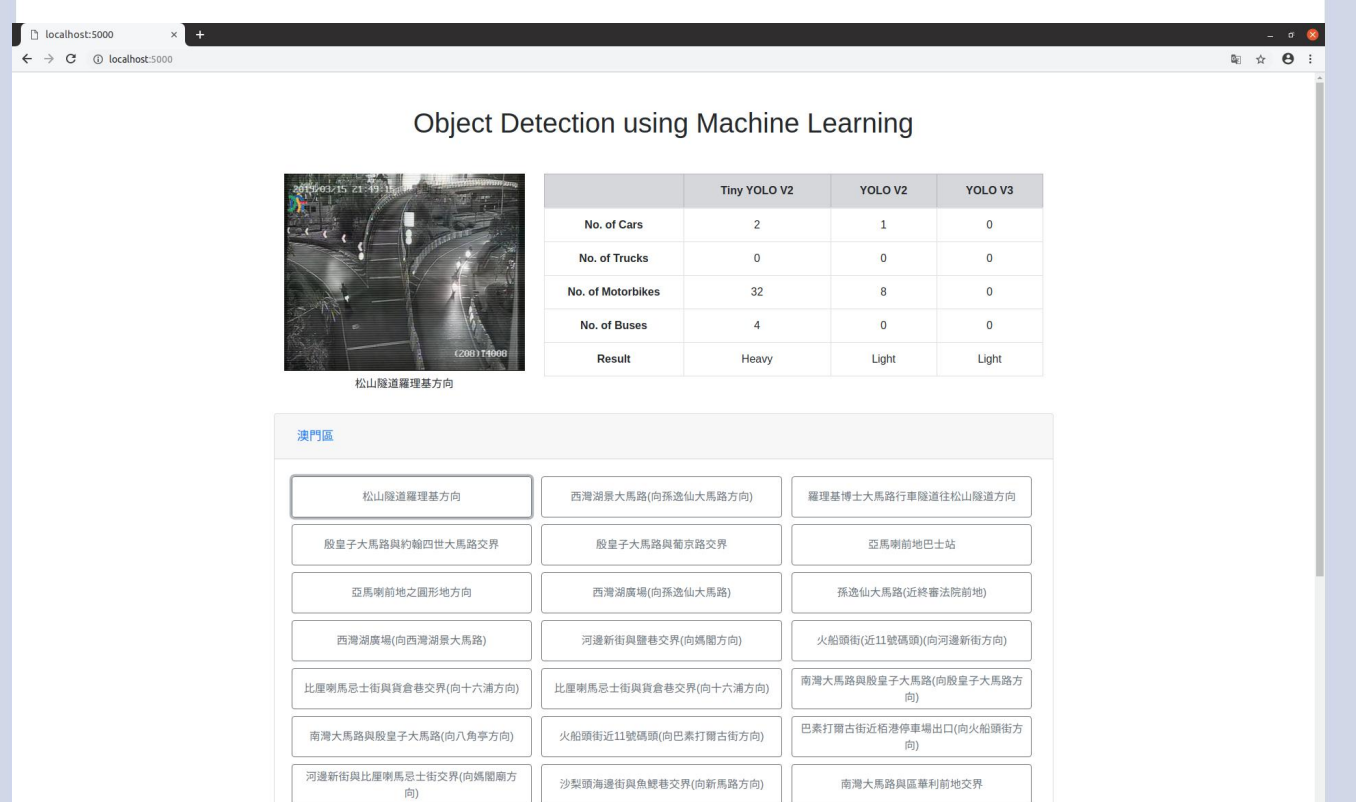 localhost:5000
localhost:5000
Object Detection using Machine Learning
2019/03/15 21:49:15
(208)T4008
松山隧道羅理基方向
Tiny YOLO V2 YOLO V2 YOLO V3
No. of Cars 2 1 0
No. of Trucks 0 0 0
No. of Motorbikes 32 8 0
No. of Buses 4 0 0
Result Heavy Light Light
澳門區
松山隧道羅理基方向 西灣湖景大馬路(向孫逸仙大馬路方向) 羅理基博士大馬路行車隧道往松山隧道方向
殷皇子大馬路與約翰四世大馬路交界 殷皇子大馬路與葡京路交界 亞馬喇前地巴士站
亞馬喇前地之圓形地方向 西灣湖廣場(向孫逸仙大馬路) 孫逸仙大馬路(近終審法院前地)
西灣湖廣場(向西灣湖景大馬路) 河邊新街與鹽巷交界(向媽閣方向) 火船頭街(近11號碼頭)(向河邊新街方向)
比厘喇馬忌士街與貨倉巷交界(向十六浦方向) 比厘喇馬忌士街與貨倉巷交界(向十六浦方向) 南灣大馬路與殷皇子大馬路(向殷皇子大馬路方
向)
南灣大馬路與殷皇子大馬路(向八角亭方向) 火船頭街近11號碼頭(向巴素打爾古街方向) 巴素打爾古街近栢港停車場出口(向火船頭街方
向)
河邊新街與比厘喇馬忌士街交界(向媽閣廟方
向) 沙梨頭海邊街與魚鰓巷交界(向新馬路方向) 南灣大馬路與區華利前地交界